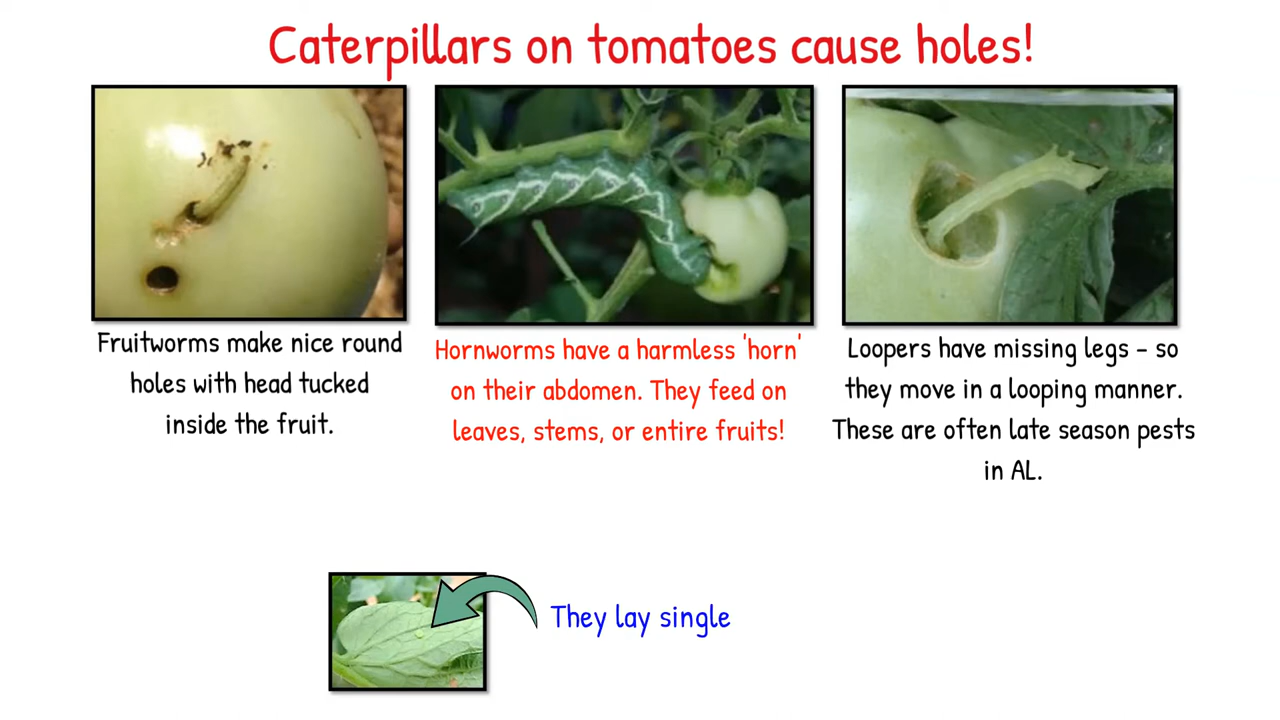 Caterpillars on tomatoes cause holes!
Fruitworms make nice round
holes with head tucked
inside the fruit.
Hornworms have a harmless 'horn'
on their abdomen. They feed on
leaves, stems, or entire fruits!
Loopers have missing legs – so
they move in a looping manner.
These are often late season pests
in AL.
They lay single